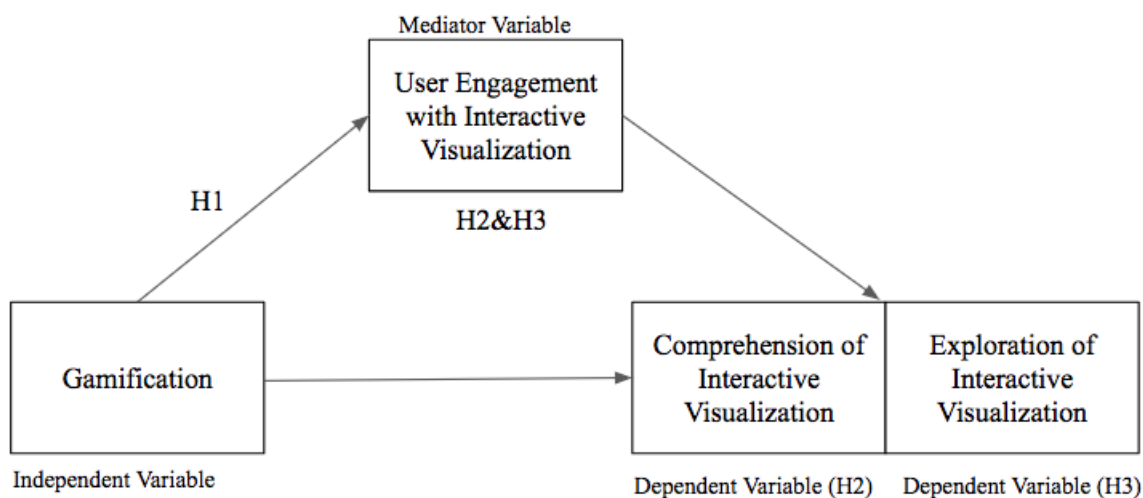 Mediator Variable
User Engagement
with Interactive
Visualization
H1
H2&H3
Gamification
Comprehension of
Interactive
Visualization
Exploration of
Interactive
Visualization
Independent Variable
Dependent Variable (H2)
Dependent Variable (H3)